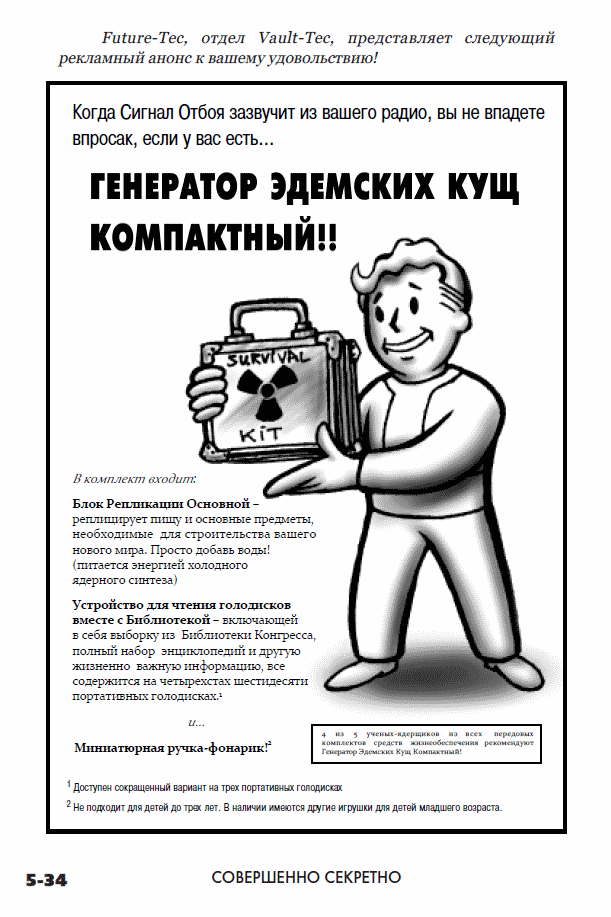 Future-Tec, отдел Vault-Tec, представляет следующий
рекламный анонс к вашему удовольствию!
Когда Сигнал Отбоя зазвучит из вашего радио, вы не впадете
впросак, если у вас есть...
ГЕНЕРАТОР ЭДЕМСКИХ КУЩ
КОМПАКТНЫЙ!!
SURVIVAL
KIT
В комплект входит:
Блок Репликации Основной –
реплицирует пищу и основные предметы,
необходимые для строительства вашего
нового мира. Просто добавь воды!
(питается энергией холодного
ядерного синтеза)
Устройство для чтения голодисков
вместе с Библиотекой – включающей
в себя выборку из Библиотеки Конгресса,
полный набор энциклопедий и другую
жизненно важную информацию, все
содержится на четырехстах шестидесяти
портативных голодисках.¹
и...
Миниатюрная ручка-фонарик!²
4 из 5 ученых-ядерщиков из всех передовых
комплектов средств жизнеобеспечения рекомендуют
Генератор Эдемских Кущ Компактный!
¹ Доступен сокращенный вариант на трех портативных голодисках
² Не подходит для детей до трех лет. В наличии имеются другие игрушки для детей младшего возраста.
5-34
СОВЕРШЕННО СЕКРЕТНО